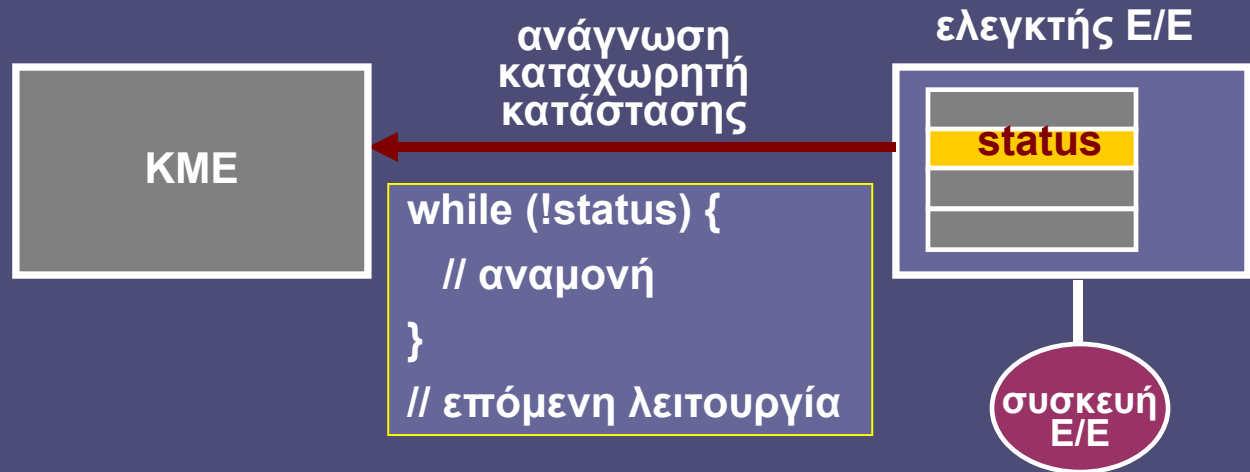 ανάγνωση
καταχωρητή
κατάστασης
ελεγκτής Ε/Ε
ΚΜΕ
status
while (!status) {
// αναμονή
}
// επόμενη λειτουργία
συσκευή
Ε/Ε